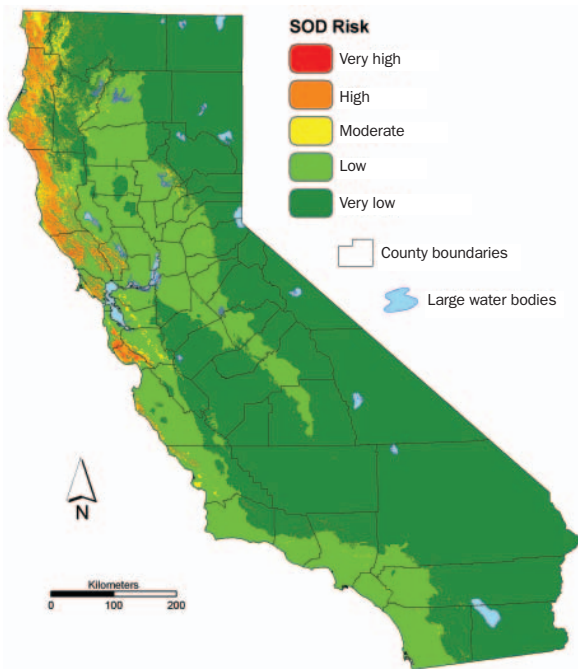 SOD Risk
Very high
High
Moderate
Low
Very low
County boundaries
Large water bodies
N
Kilometers
0 100 200